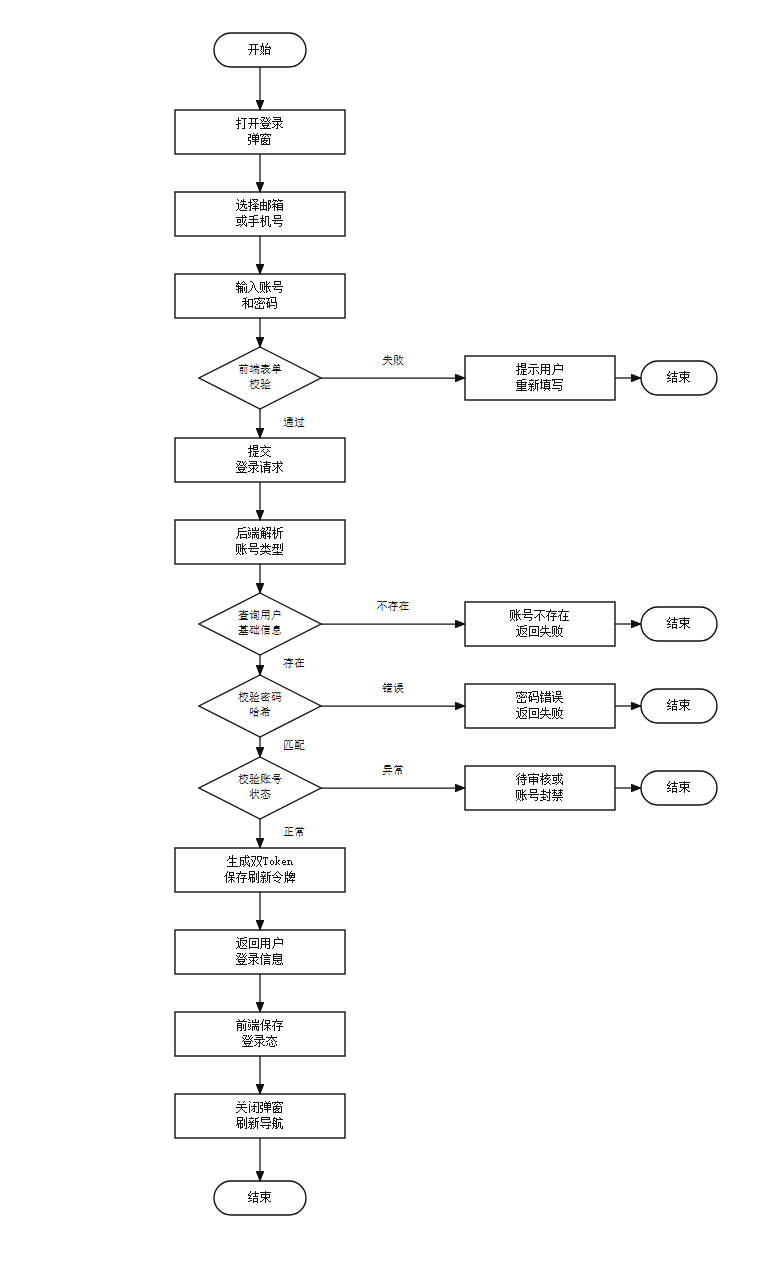 开始
打开登录
弹窗
选择邮箱
或手机号
输入账号
和密码
前端表单
校验
失败
提示用户
重新填写
结束
通过
提交
登录请求
后端解析
账号类型
查询用户
基础信息
不存在
账号不存在
返回失败
结束
存在
校验密码
哈希
错误
密码错误
返回失败
结束
匹配
校验账号
状态
异常
待审核或
账号封禁
结束
正常
生成双Token
保存刷新令牌
返回用户
登录信息
前端保存
登录态
关闭弹窗
刷新导航
结束